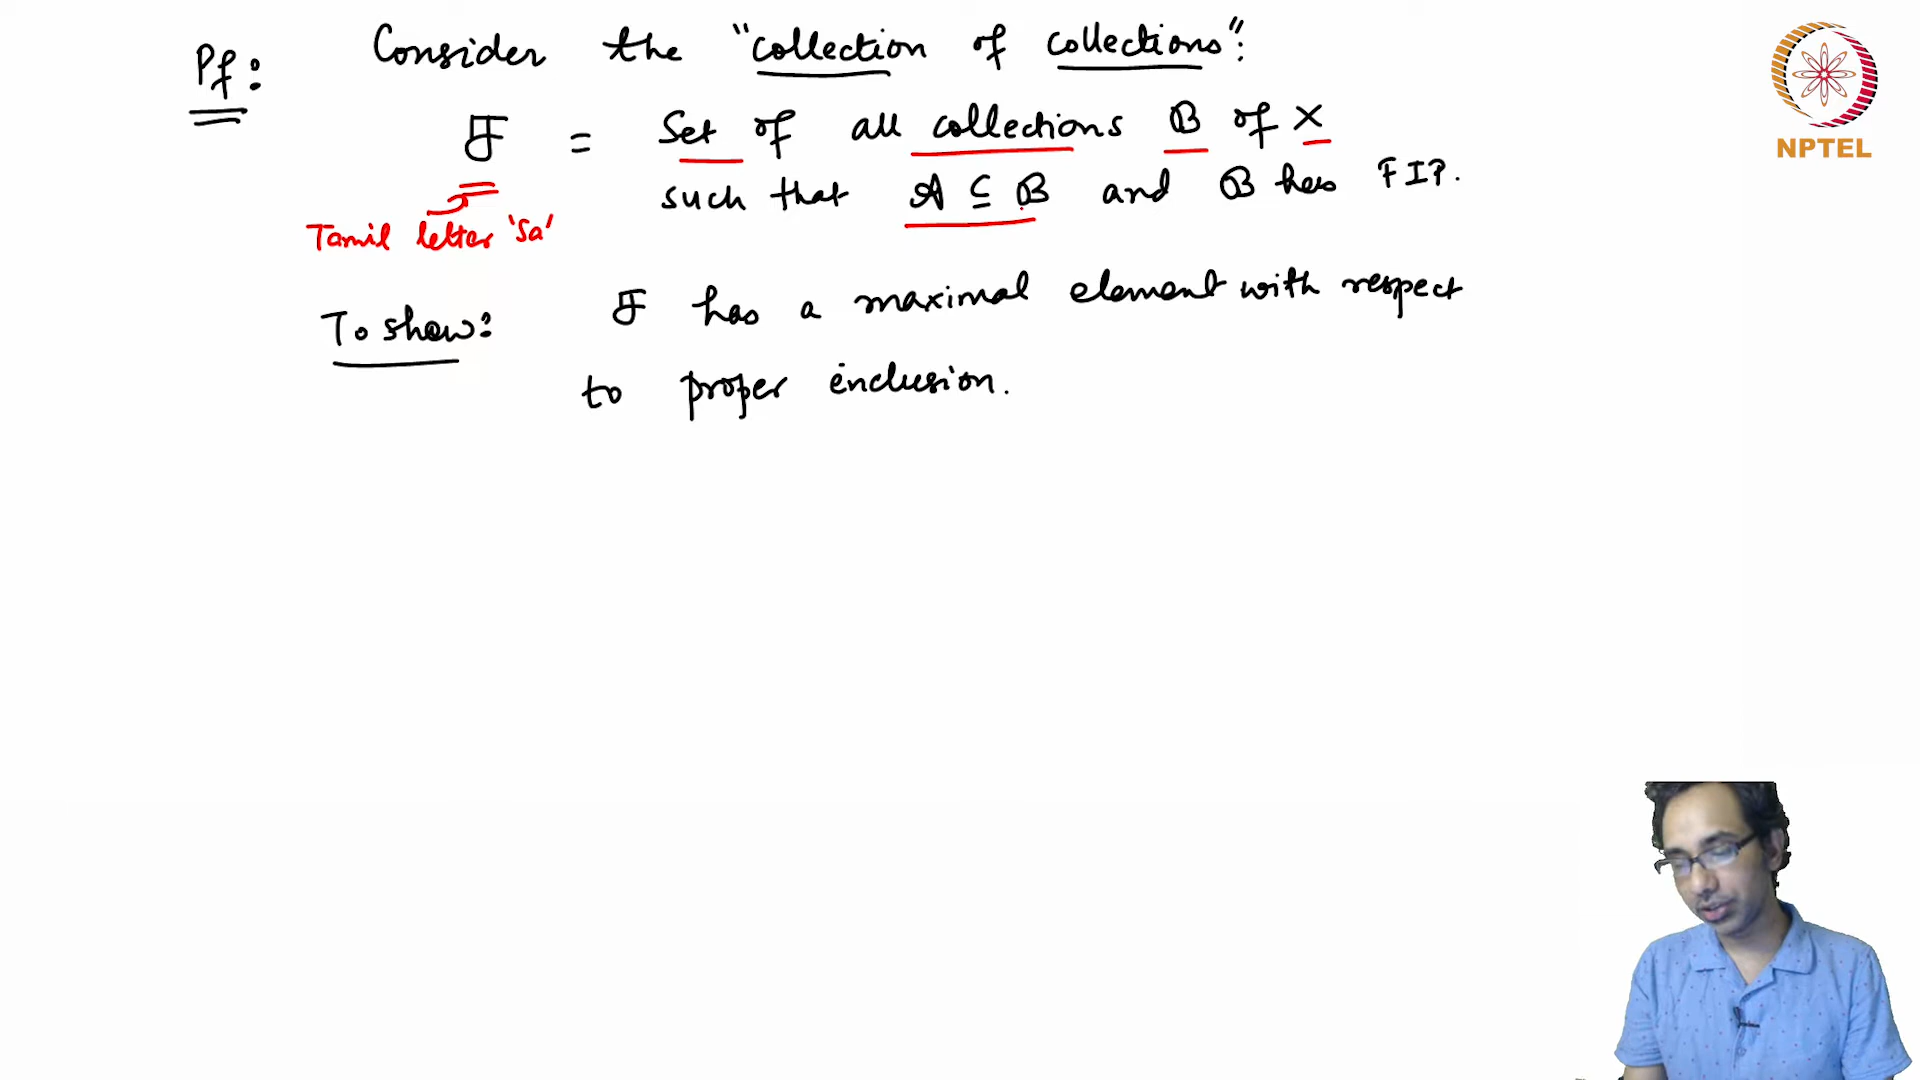 Pf: Consider the "collection of collections":
௶ = Set of all collections B of X
such that A ⊆ B and B has FIP.
Tamil letter 'Sa'
To show: ௶ has a maximal element with respect
to proper inclusion.
NPTEL